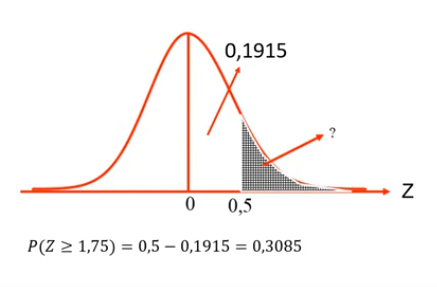 0,1915
?
Z
0
0,5
P(Z ≥ 1,75) = 0,5 − 0,1915 = 0,3085